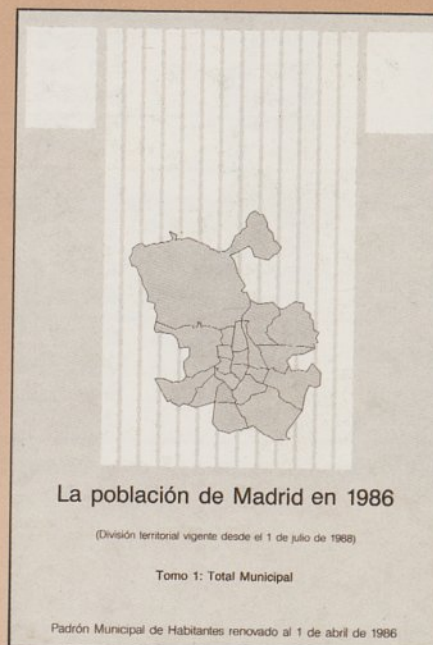 La población de Madrid en 1986
(División territorial vigente desde el 1 de julio de 1988)
Tomo 1: Total Municipal
Padrón Municipal de Habitantes renovado al 1 de abril de 1986